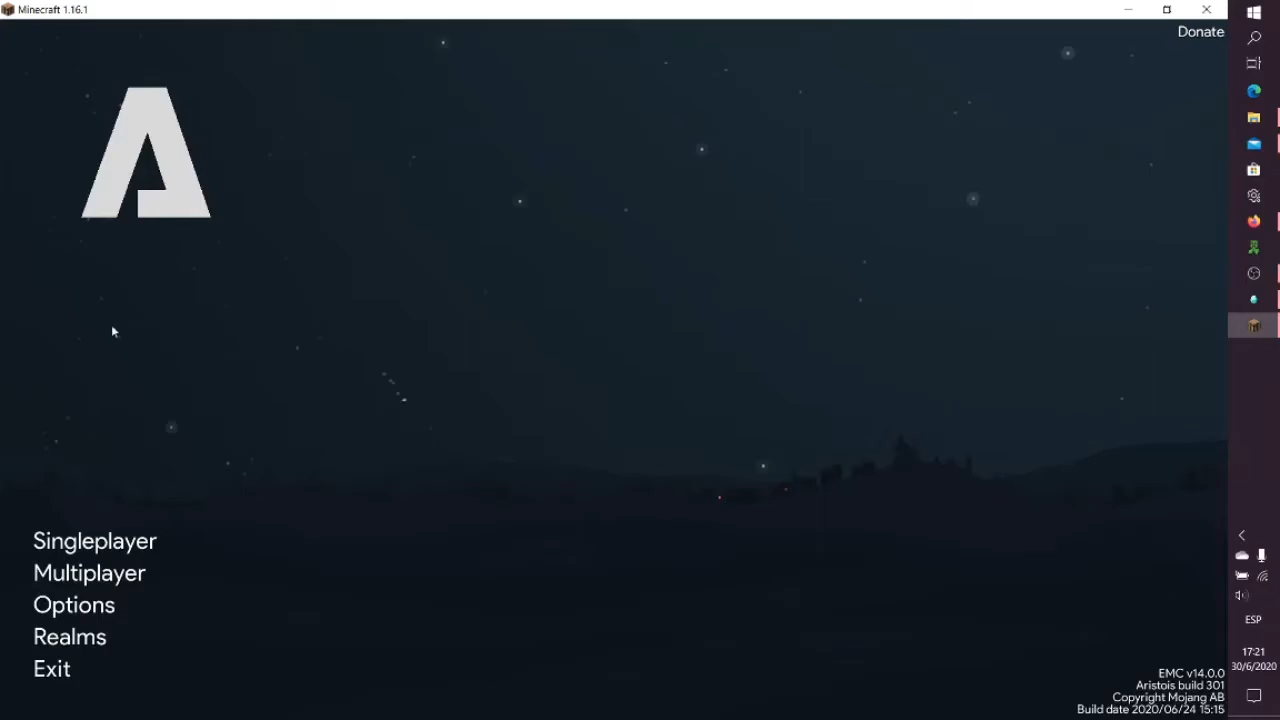 Minecraft 1.16.1
Donate
Singleplayer
Multiplayer
Options
Realms
Exit
EMC v14.0.0
Aristois build 301
Copyright Mojang AB
Build date 2020/06/24 15:15
ESP
17:21
30/6/2020